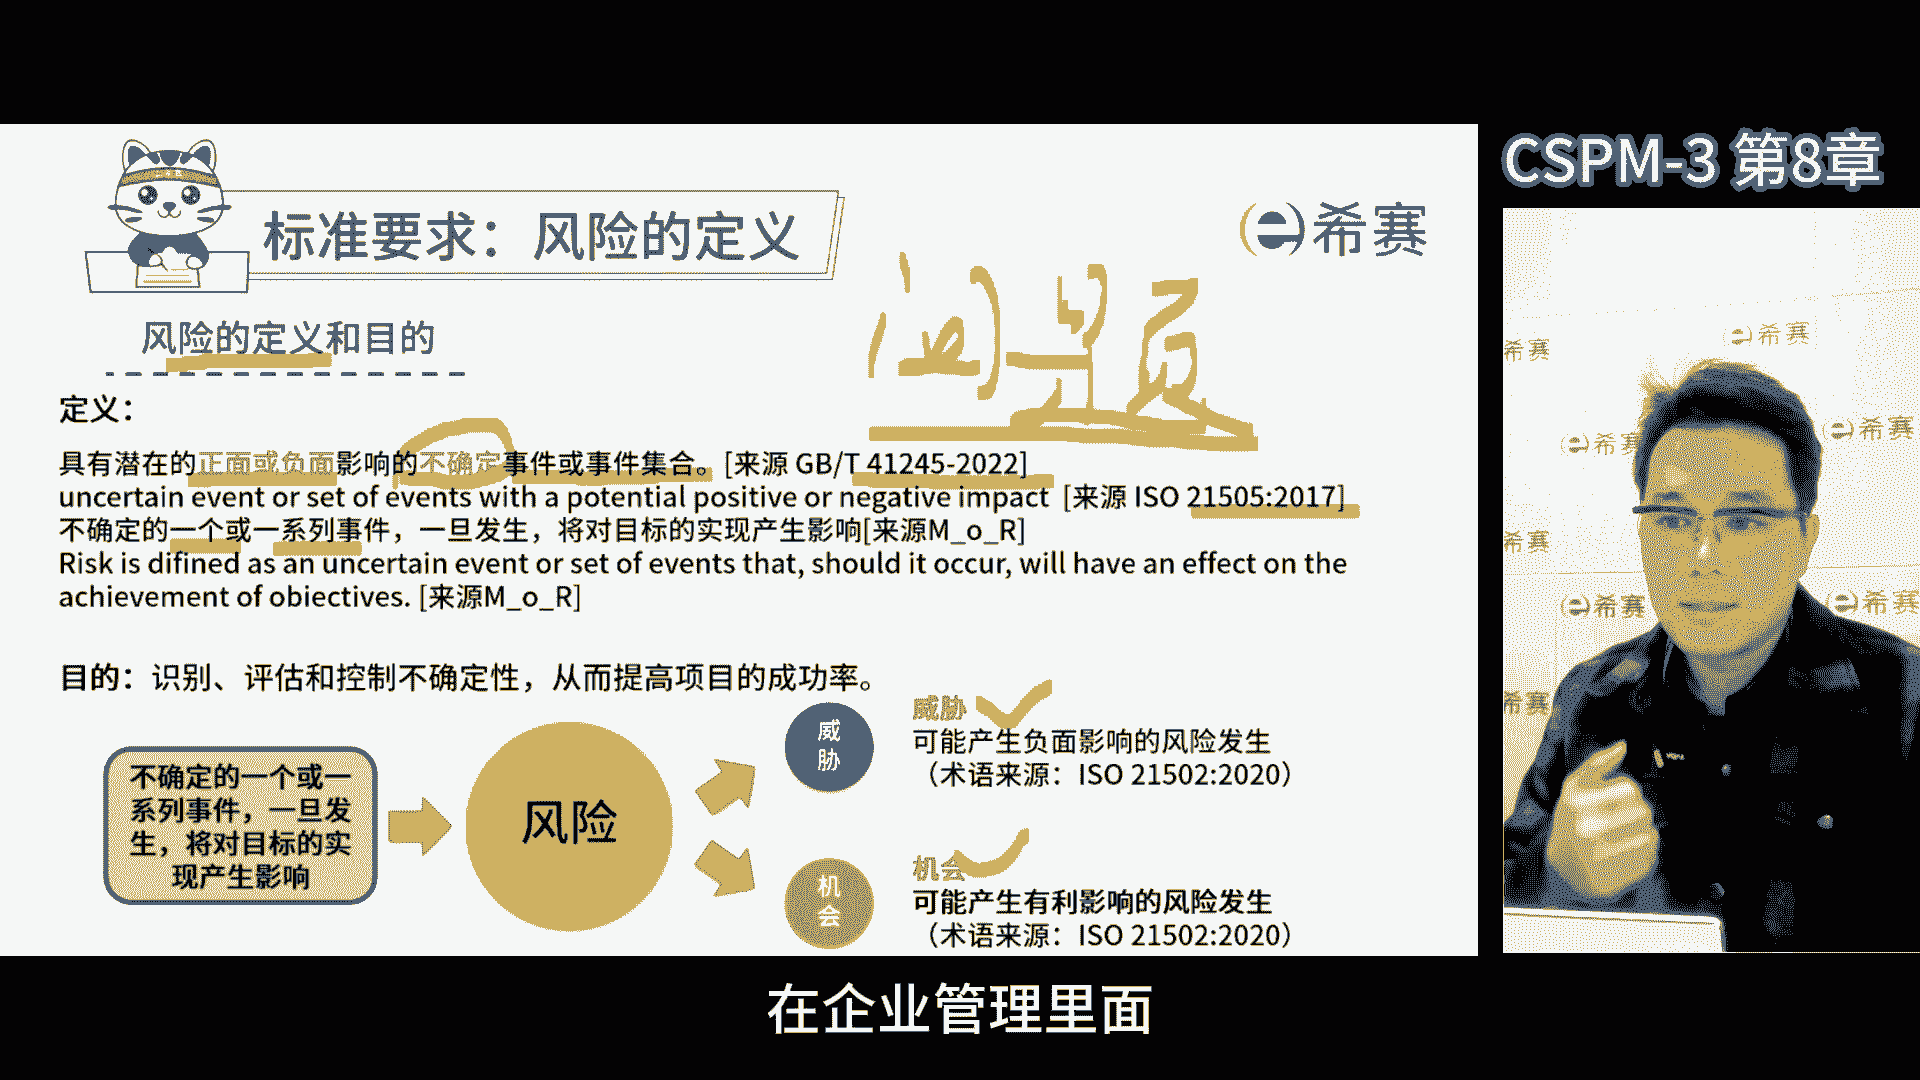 CSPM-3 第8章
标准要求：风险的定义
希赛
问题
风险的定义和目的
定义：
具有潜在的正面或负面影响的不确定事件或事件集合。[来源 GB/T 41245-2022]
uncertain event or set of events with a potential positive or negative impact [来源 ISO 21505:2017]
不确定的一个或一系列事件，一旦发生，将对目标的实现产生影响[来源M_o_R]
Risk is difined as an uncertain event or set of events that, should it occur, will have an effect on the
achievement of obiectives. [来源M_o_R]
目的：识别、评估和控制不确定性，从而提高项目的成功率。
不确定的一个或一
系列事件，一旦发
生，将对目标的实
现产生影响
风险
威
胁
威胁
可能产生负面影响的风险发生
（术语来源：ISO 21502:2020）
机
会
机会
可能产生有利影响的风险发生
（术语来源：ISO 21502:2020）
希赛
希赛
希赛
希赛
希赛
希赛
希赛
希赛
在企业管理里面